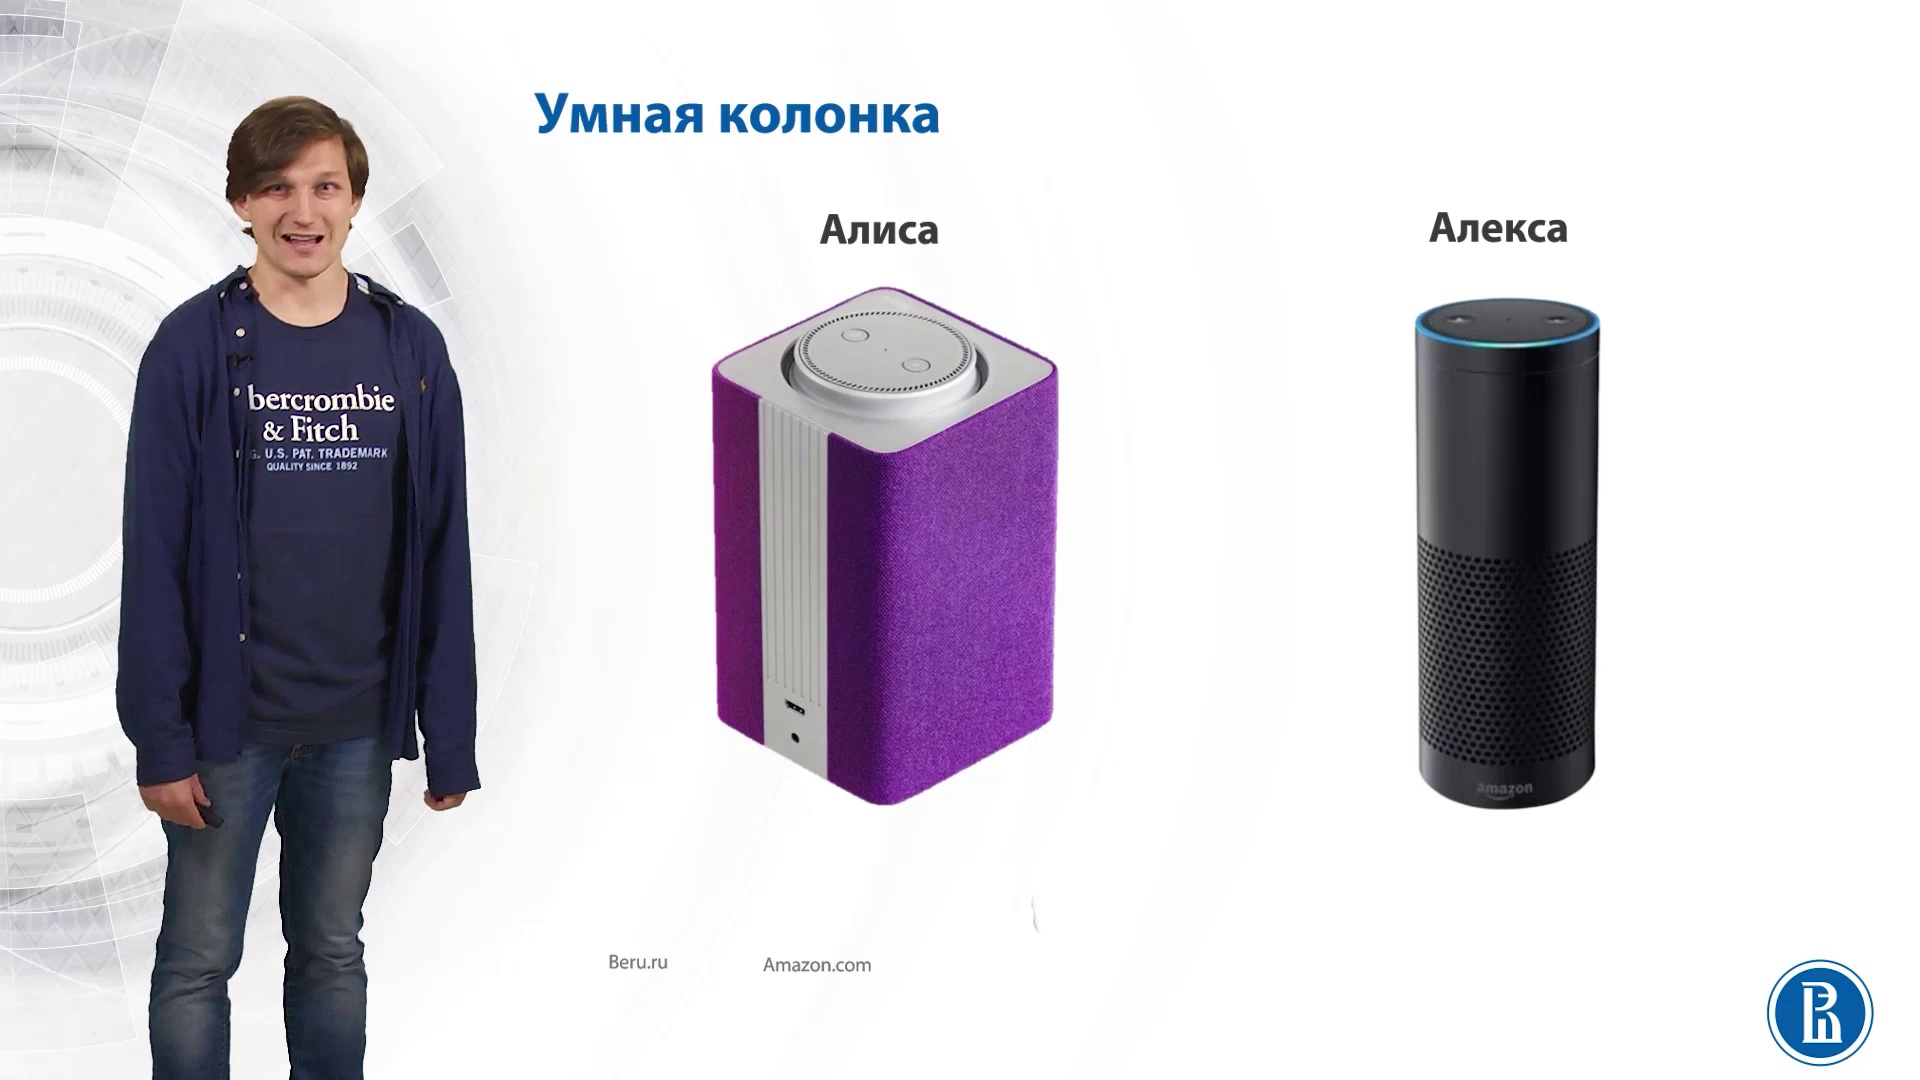 Умная колонка
Алиса
Алекса
bercrombie
& Fitch
G. U.S. PAT. TRADEMARK
QUALITY SINCE 1892
amazon
Beru.ru
Amazon.com